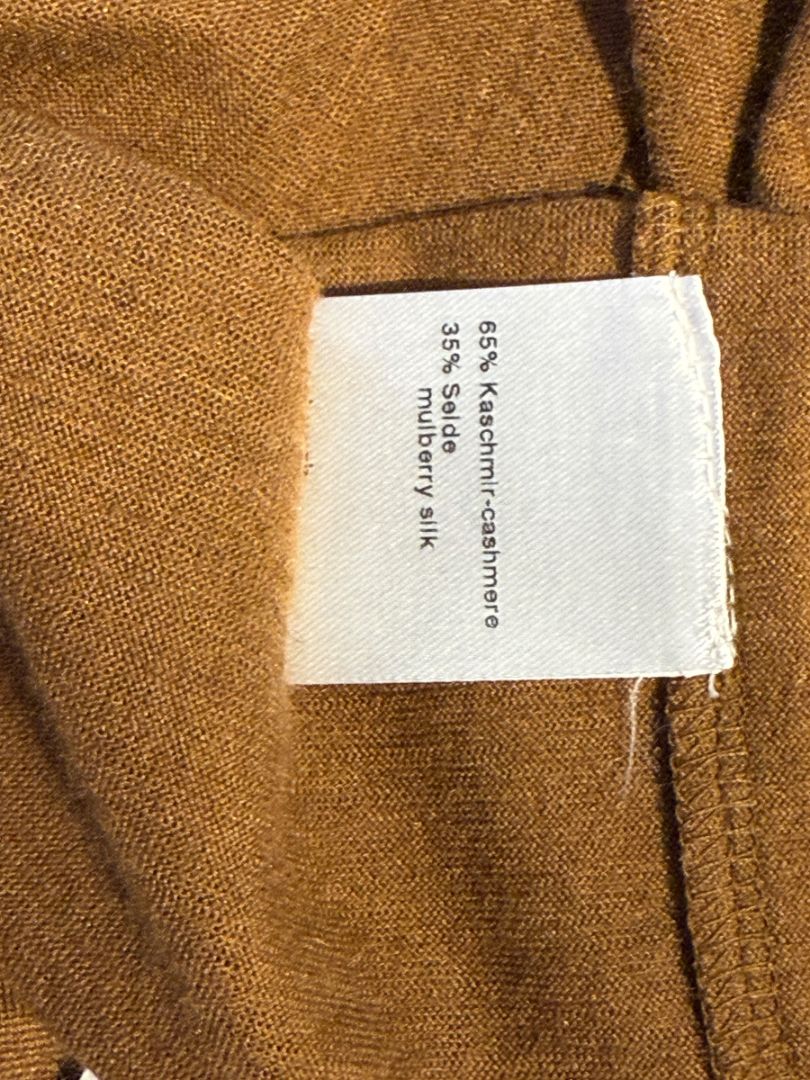 65% Kaschmir-cashmere
35% Seide
mulberry silk